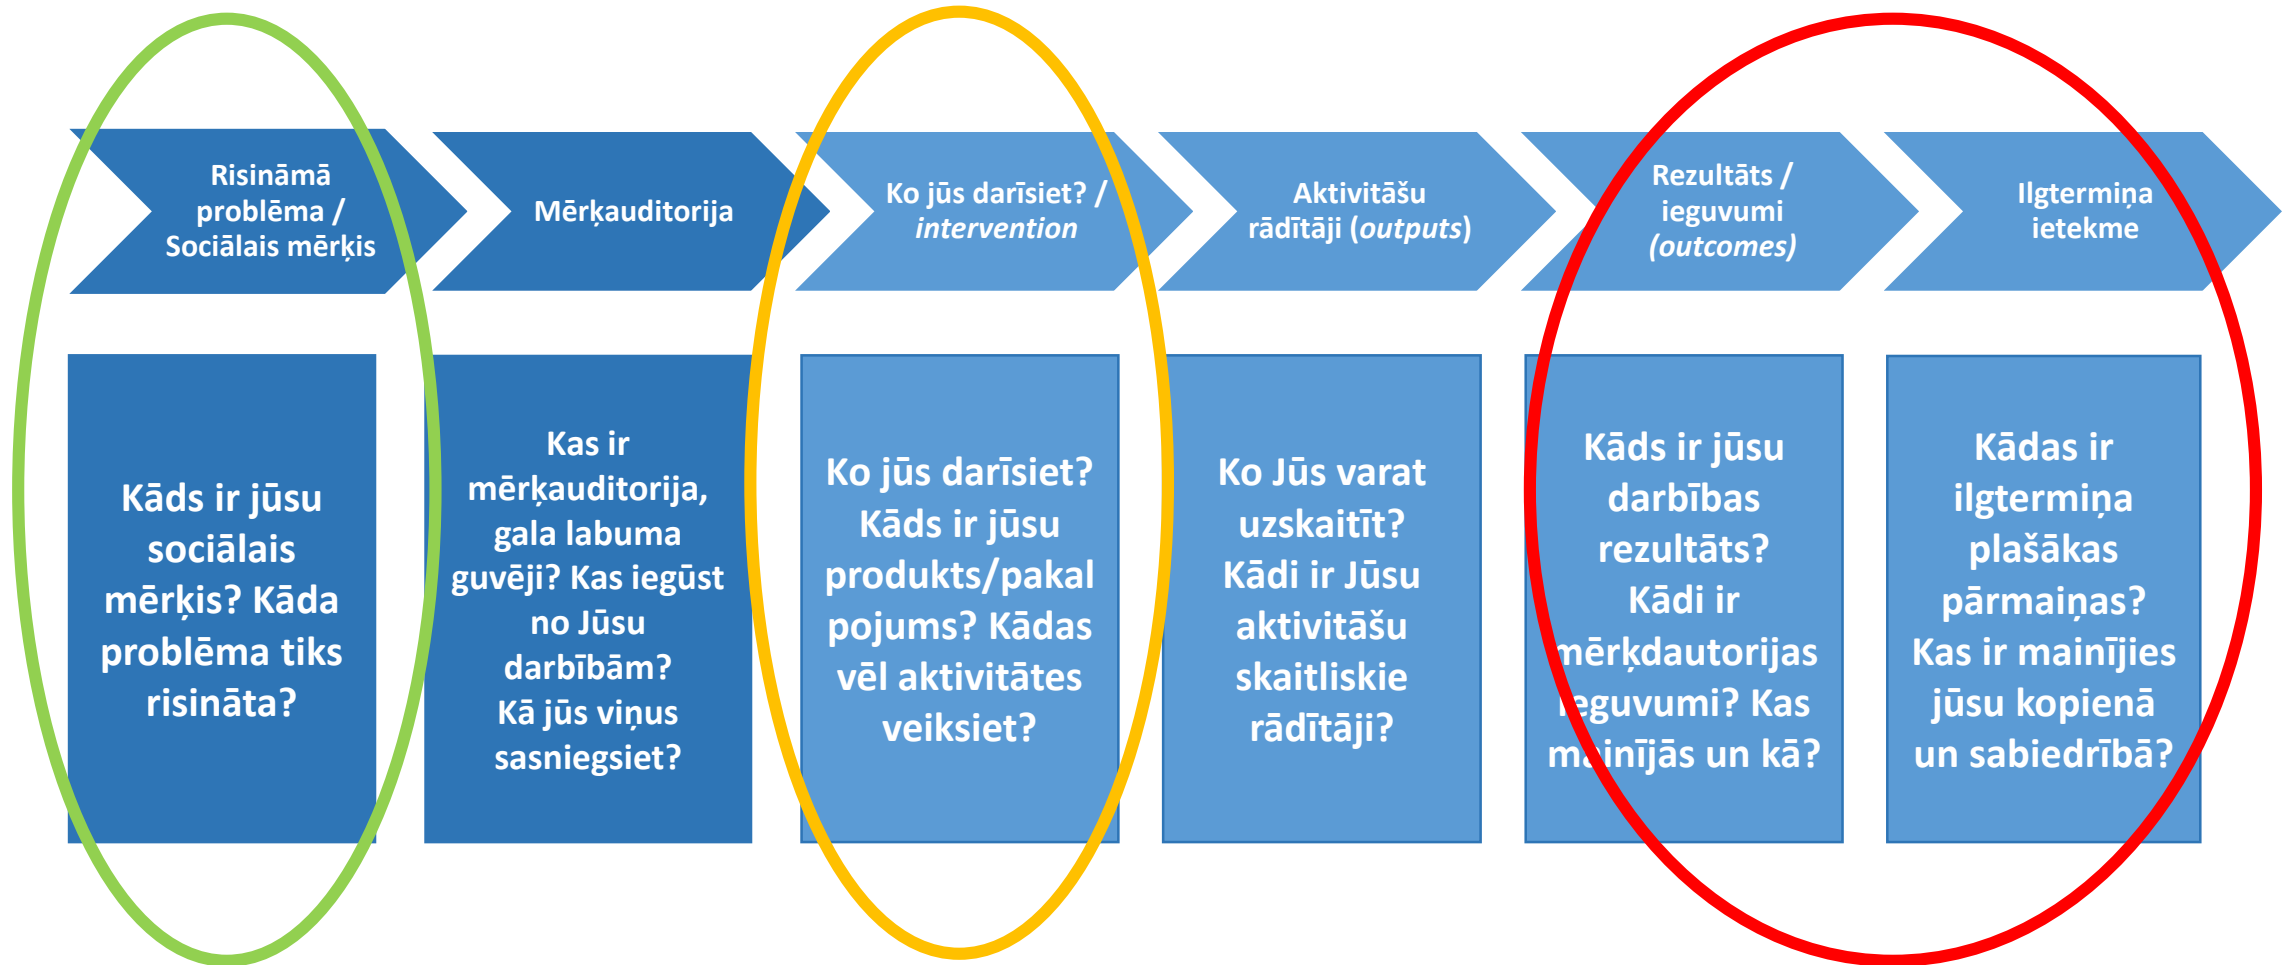 Risināmā
problēma /
Sociālais mērķis
Mērķauditorija
Ko jūs darīsiet? /
intervention
Aktivitāšu
rādītāji (outputs)
Rezultāts /
ieguvumi
(outcomes)
Ilgtermiņa
ietekme
Kāds ir jūsu
sociālais
mērķis? Kāda
problēma tiks
risināta?
Kas ir
mērķauditorija,
gala labuma
guvēji? Kas iegūst
no Jūsu
darbībām?
Kā jūs viņus
sasniegsiet?
Ko jūs darīsiet?
Kāds ir jūsu
produkts/pakal
pojums? Kādas
vēl aktivitātes
veiksiet?
Ko Jūs varat
uzskaitīt?
Kādi ir Jūsu
aktivitāšu
skaitliskie
rādītāji?
Kāds ir jūsu
darbības
rezultāts?
Kādi ir
mērķdautorijas
ieguvumi? Kas
mainījās un kā?
Kādas ir
ilgtermiņa
plašākas
pārmaiņas?
Kas ir mainījies
jūsu kopienā
un sabiedrībā?